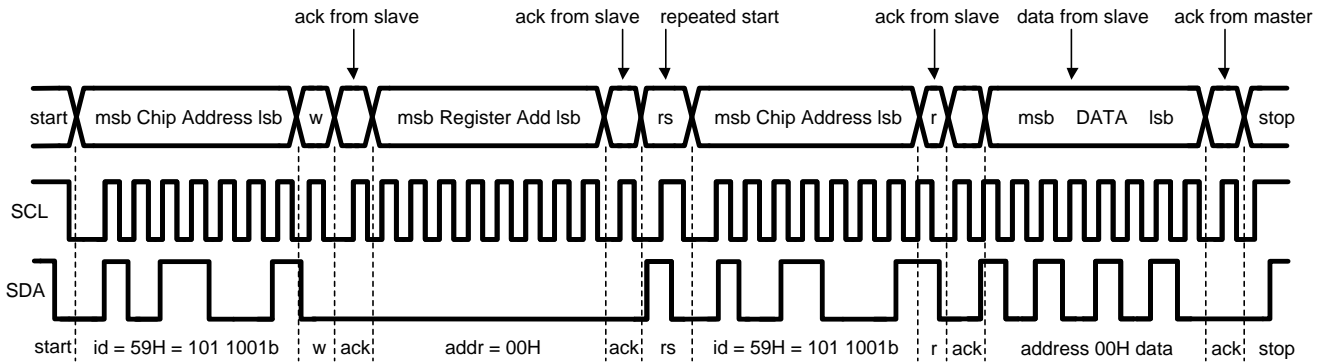 ack from slave ack from slave repeated start ack from slave data from slave ack from master
start msb Chip Address lsb w msb Register Add lsb rs msb Chip Address lsb r msb DATA lsb stop
SCL
SDA
start id = 59H = 101 1001b w ack addr = 00H ack rs id = 59H = 101 1001b r ack address 00H data ack stop